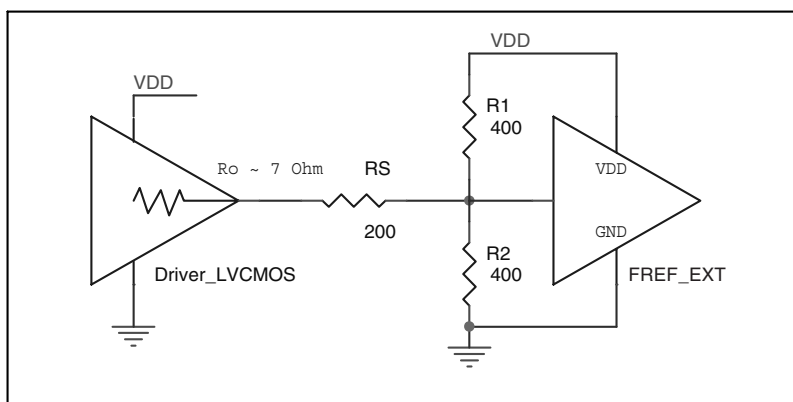 VDD
VDD
R1
400
Ro ~ 7 Ohm
RS
VDD
200
GND
R2
400
Driver_LVCMOS
FREF_EXT